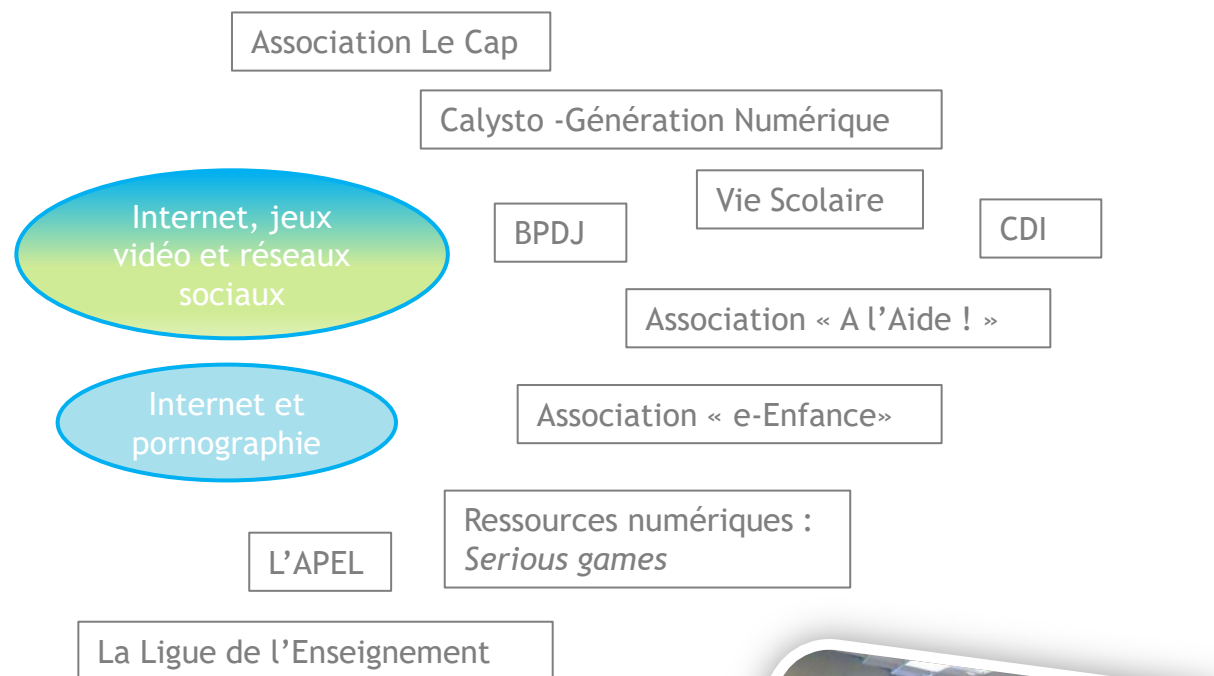 Association Le Cap
Calysto -Génération Numérique
Vie Scolaire
Internet, jeux
vidéo et réseaux
sociaux
BPDJ
CDI
Association « A l’Aide ! »
Internet et
pornographie
Association « e-Enfance»
Ressources numériques :
Serious games
L’APEL
La Ligue de l’Enseignement